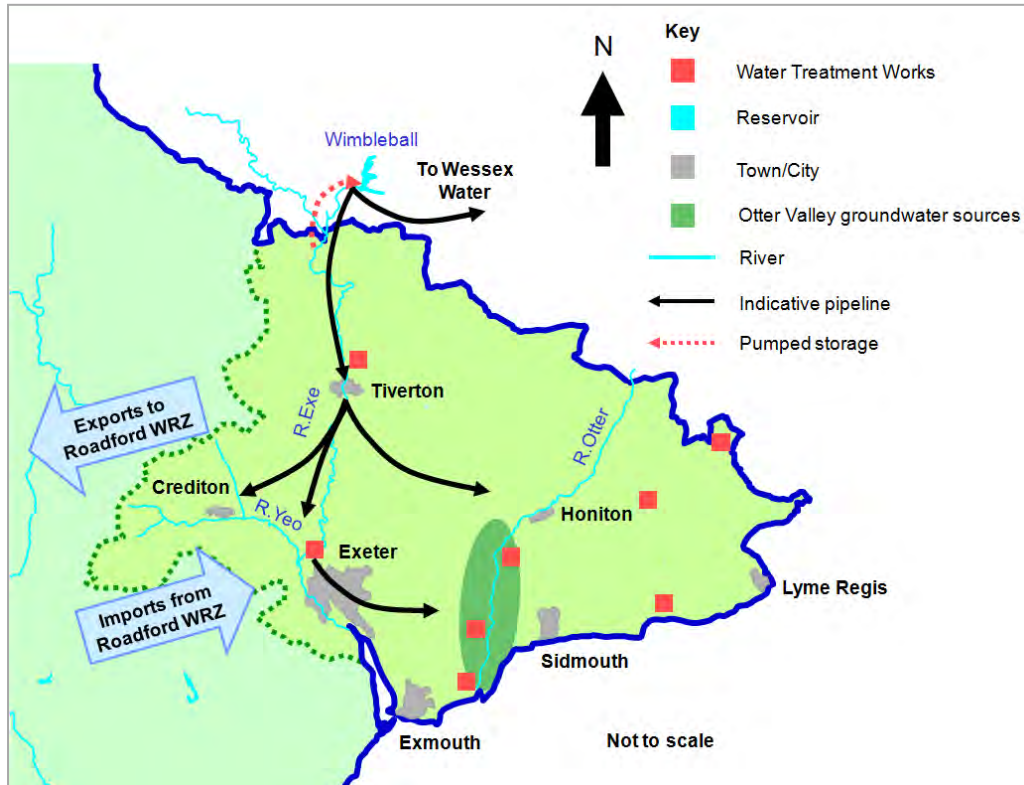 Key
N
Water Treatment Works
Reservoir
Town/City
Otter Valley groundwater sources
River
Indicative pipeline
Pumped storage
Wimbleball
To Wessex
Water
Tiverton
R.Exe
R.Otter
Exports to
Roadford WRZ
Crediton
R.Yeo
Honiton
Exeter
Lyme Regis
Imports from
Roadford WRZ
Sidmouth
Exmouth
Not to scale